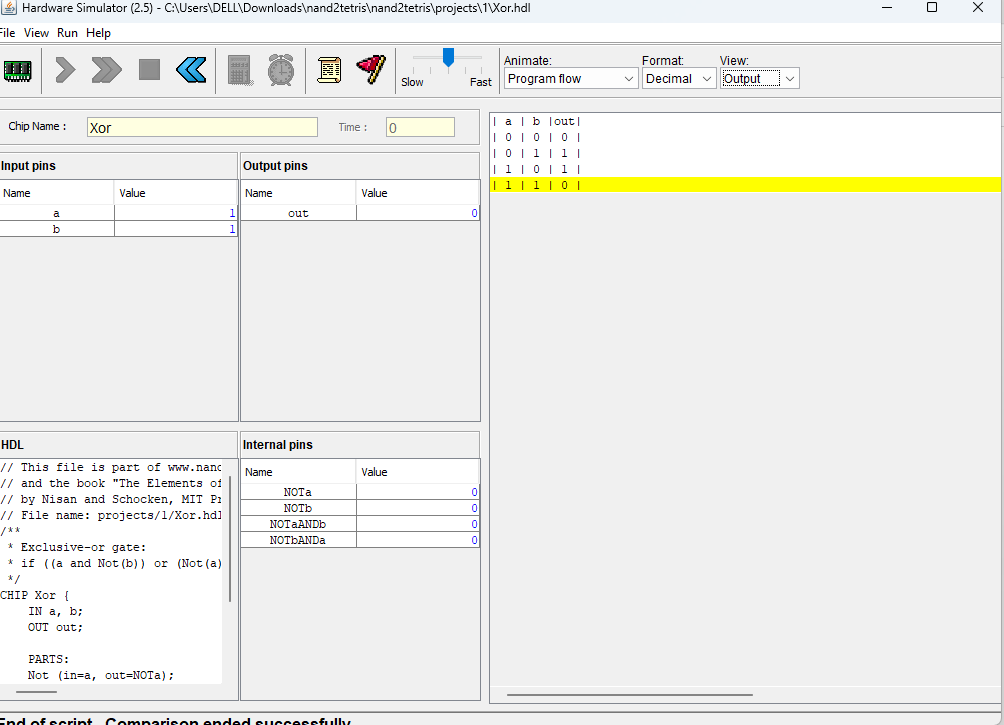 Hardware Simulator (2.5) - C:\Users\DELL\Downloads\nand2tetris\nand2tetris\projects\1\Xor.hdl
File View Run Help
Slow Fast
Animate: Format: View:
Program flow Decimal Output
Chip Name : Xor Time : 0
Input pins
Name Value
a 1
b 1
Output pins
Name Value
out 0
HDL
// This file is part of www.nand
// and the book "The Elements of
// by Nisan and Schocken, MIT Pr
// File name: projects/1/Xor.hdl
/**
* Exclusive-or gate:
* if ((a and Not(b)) or (Not(a)
*/
CHIP Xor {
IN a, b;
OUT out;
PARTS:
Not (in=a, out=NOTa);
Internal pins
Name Value
NOTa 0
NOTb 0
NOTaANDb 0
NOTbANDa 0
| a | b |out|
| 0 | 0 | 0 |
| 0 | 1 | 1 |
| 1 | 0 | 1 |
| 1 | 1 | 0 |
End of script - Comparison ended successfully